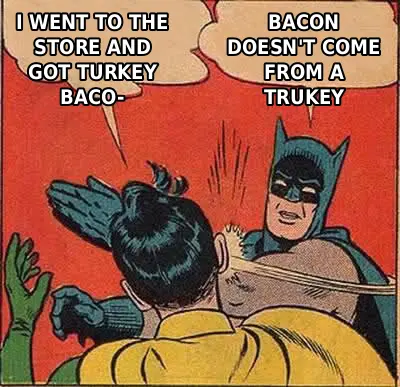 I WENT TO THE
STORE AND
GOT TURKEY
BACO-
BACON
DOESN'T COME
FROM A
TRUKEY